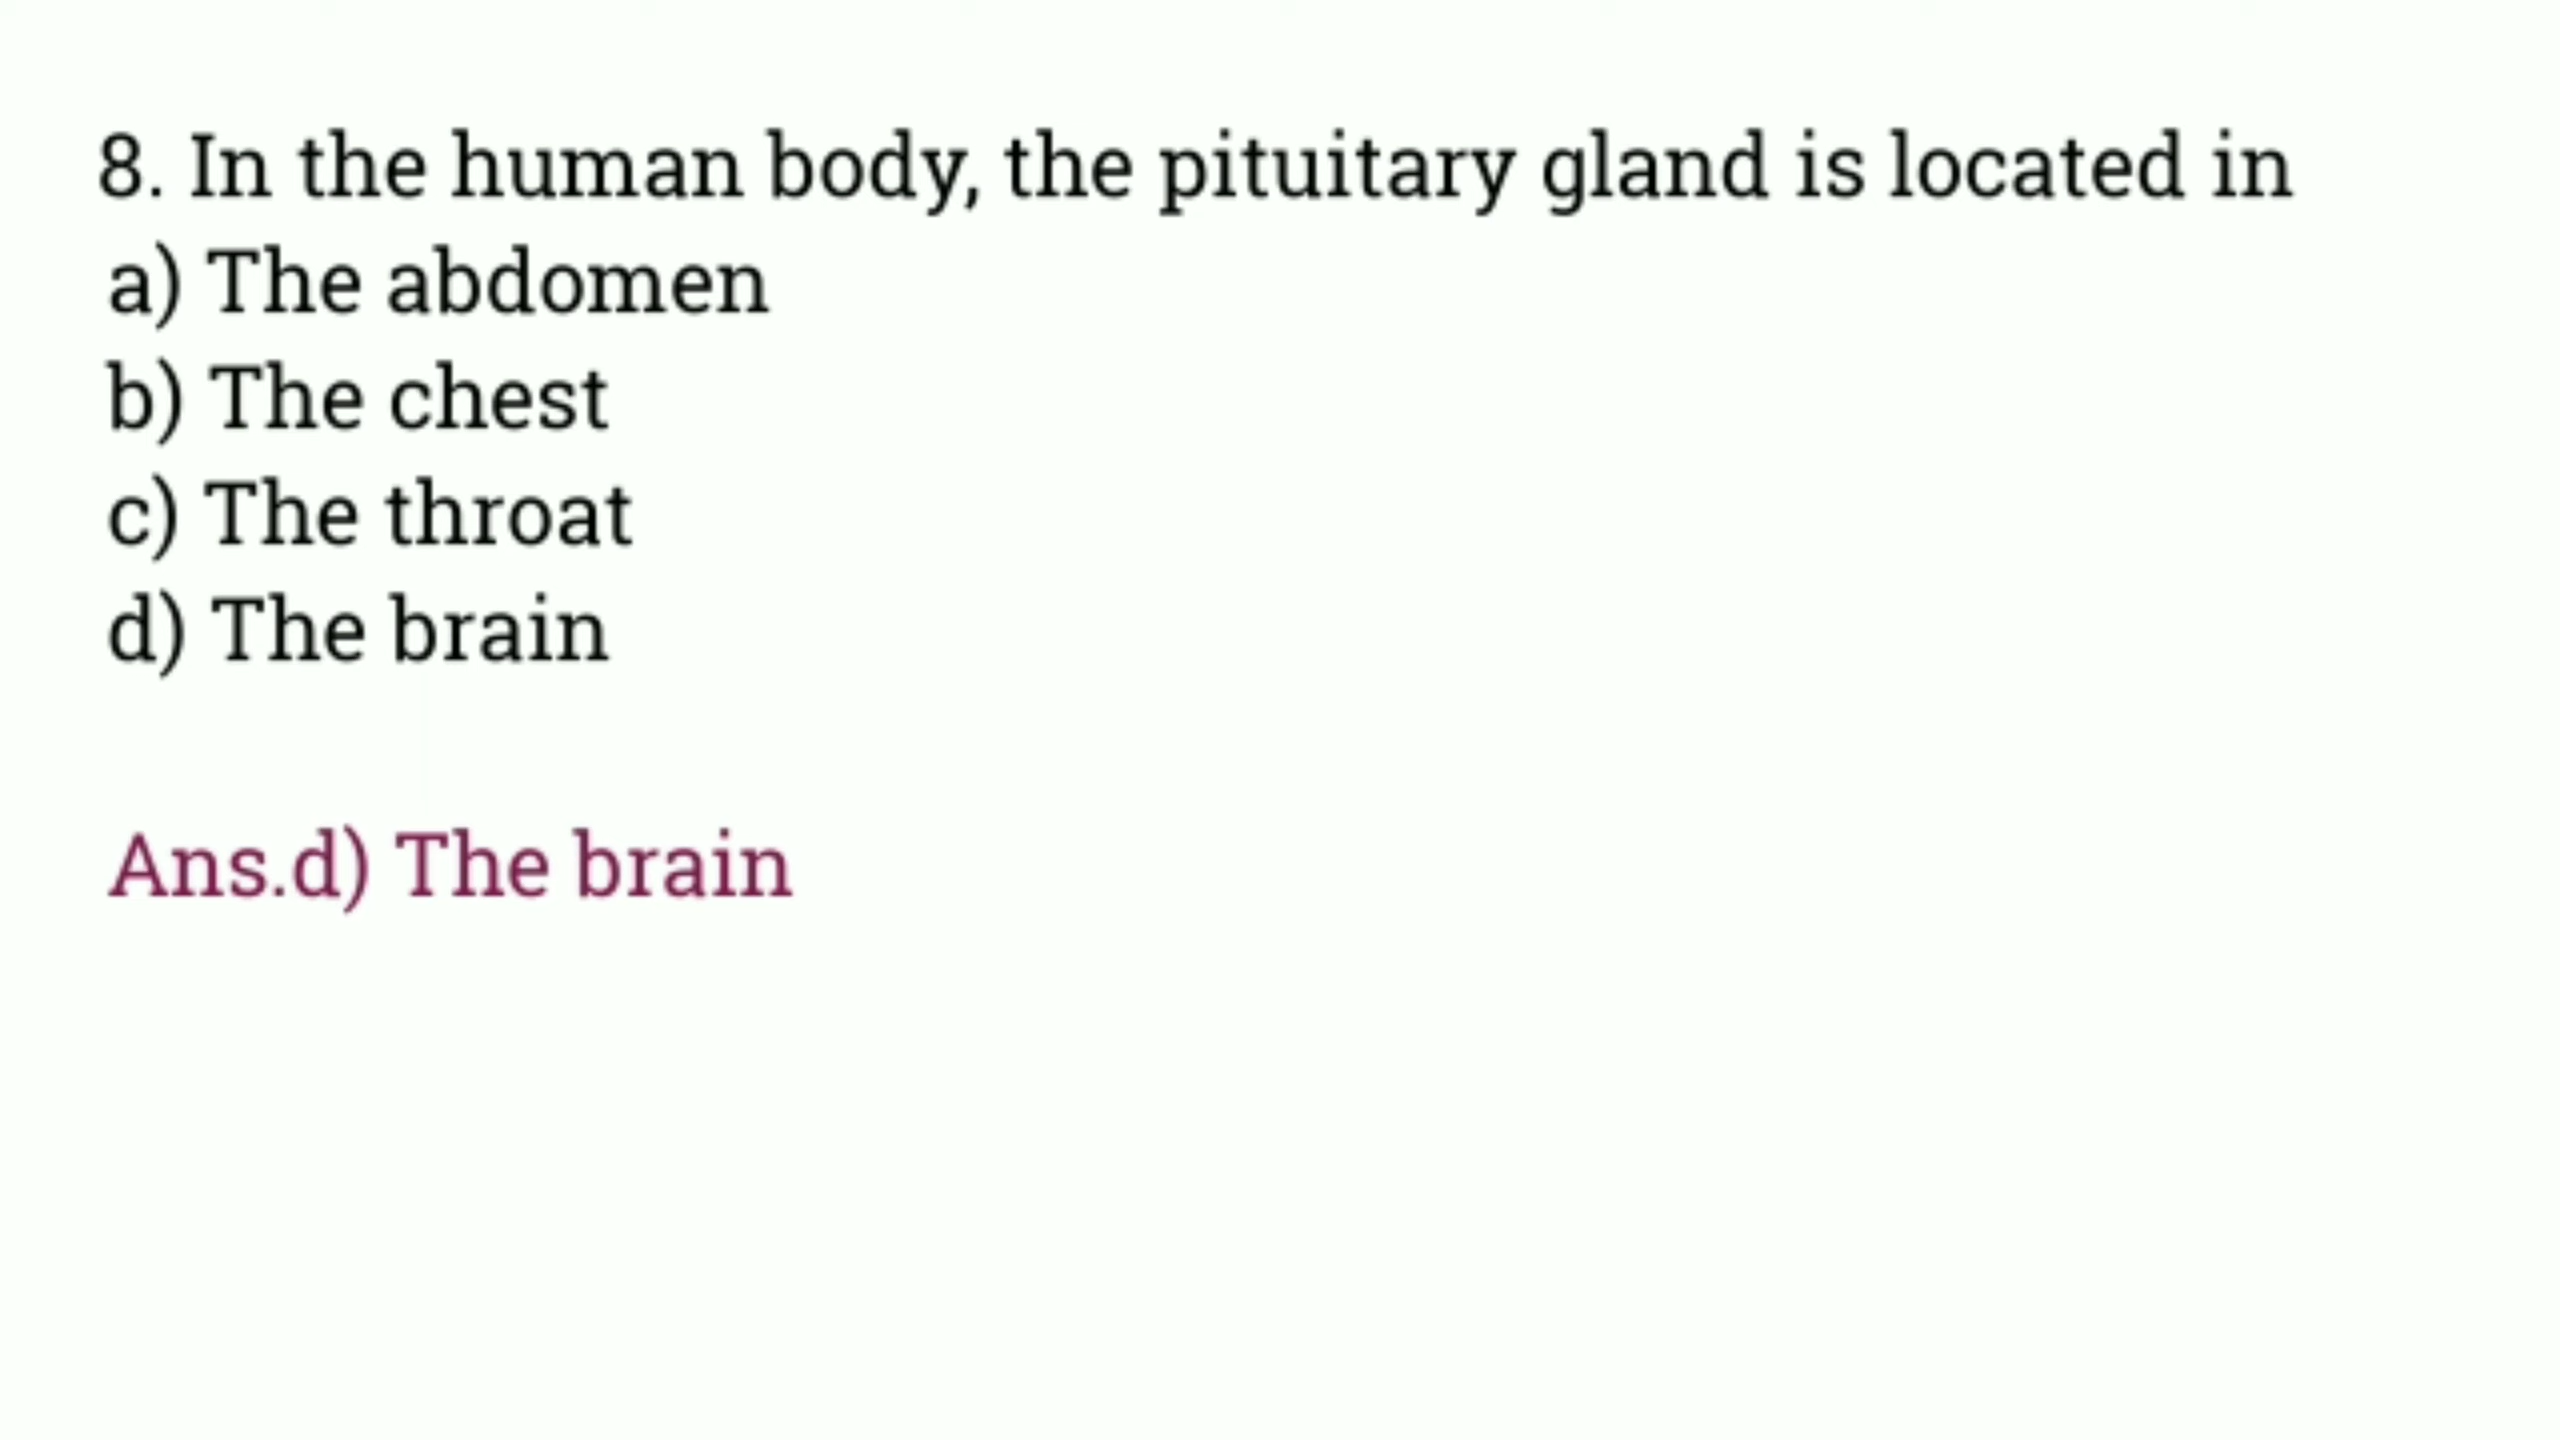 8. In the human body, the pituitary gland is located in
a) The abdomen
b) The chest
c) The throat
d) The brain
Ans.d) The brain